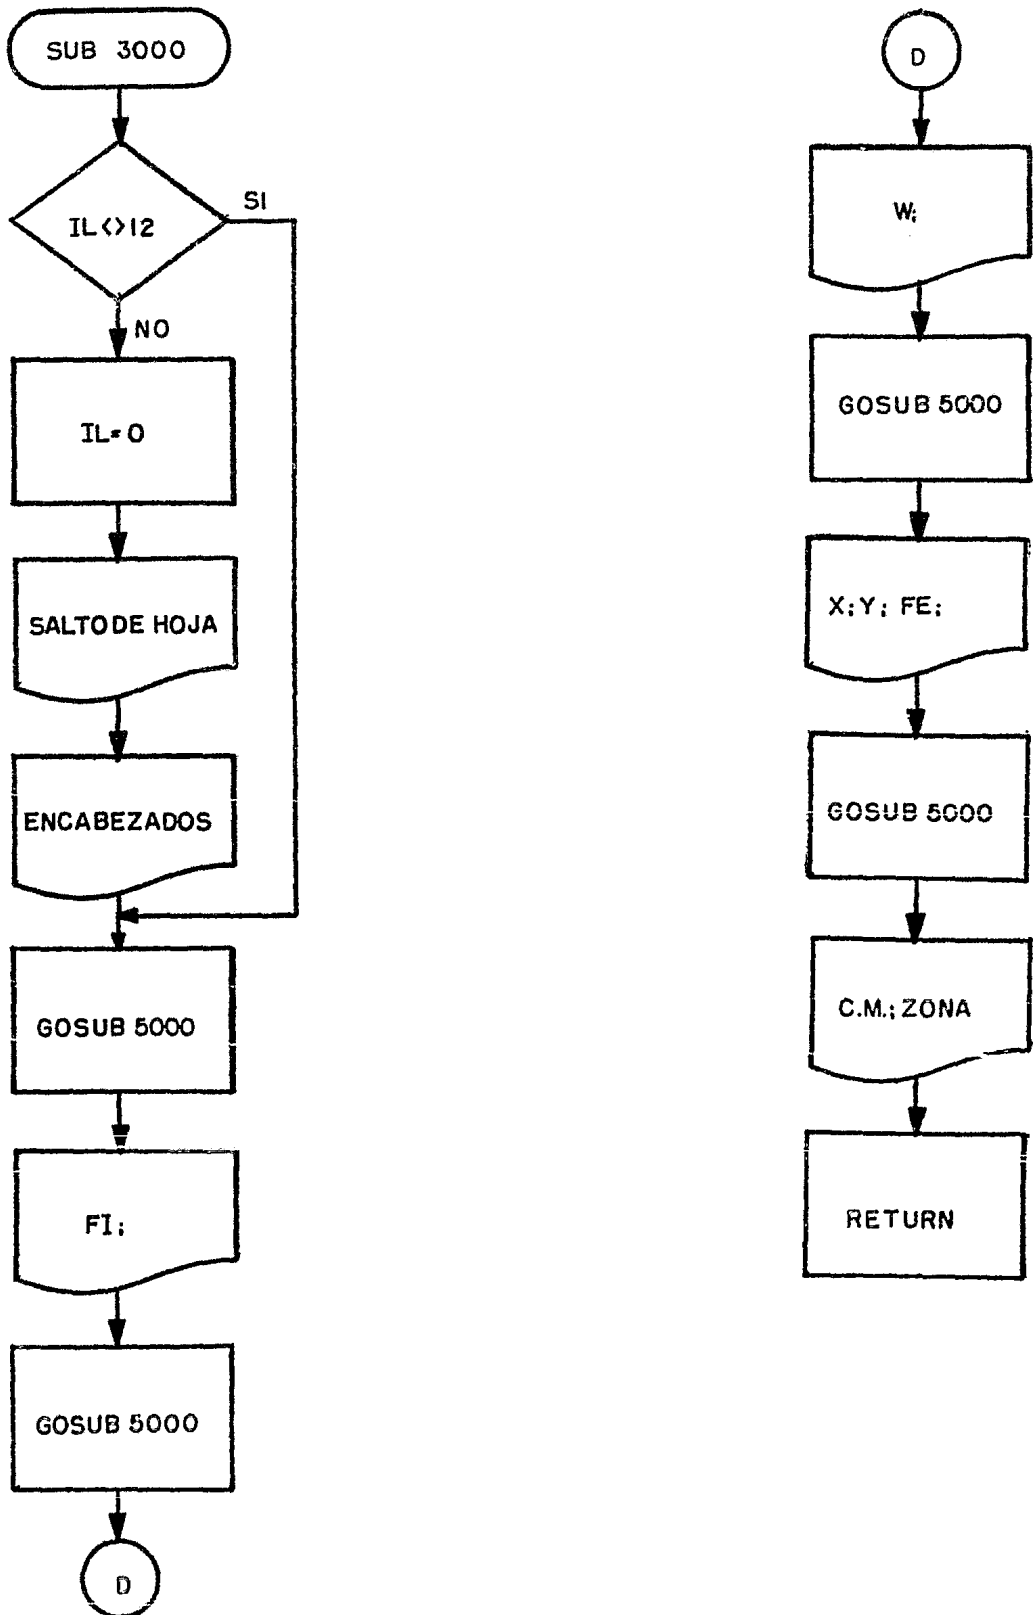 SUB 3000
IL<>12
SI
NO
IL=0
SALTO DE HOJA
ENCABEZADOS
GOSUB 5000
FI;
GOSUB 5000
D
D
W;
GOSUB 5000
X; Y; FE;
GOSUB 5000
C.M.; ZONA
RETURN